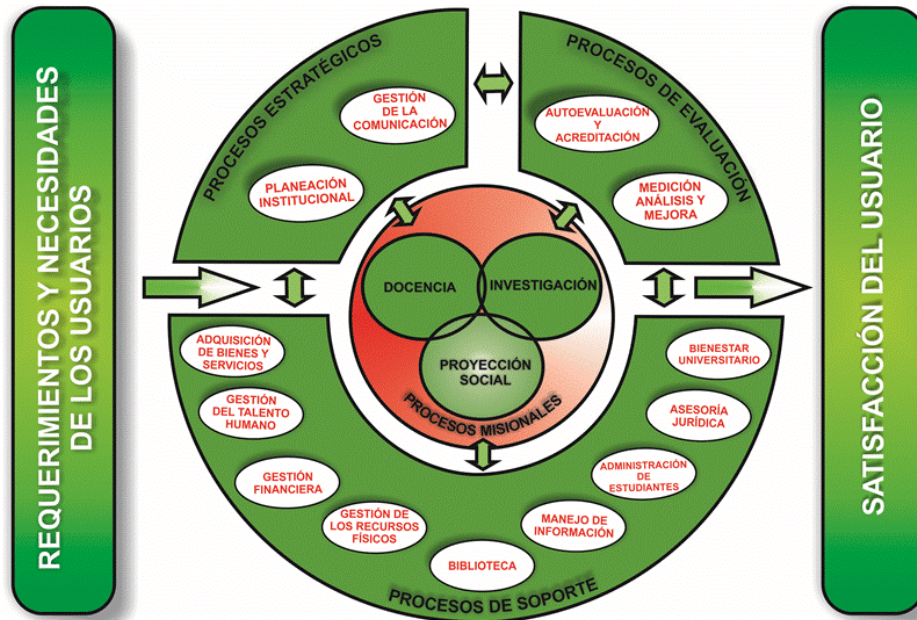 REQUERIMIENTOS Y NECESIDADES
DE LOS USUARIOS
PROCESOS ESTRATÉGICOS
GESTIÓN
DE LA
COMUNICACIÓN
PLANEACIÓN
INSTITUCIONAL
PROCESOS DE EVALUACIÓN
AUTOEVALUACIÓN
Y
ACREDITACIÓN
MEDICIÓN
ANÁLISIS Y
MEJORA
DOCENCIA
INVESTIGACIÓN
PROYECCIÓN
SOCIAL
PROCESOS MISIONALES
ADQUISICIÓN
DE BIENES Y
SERVICIOS
GESTIÓN
DEL TALENTO
HUMANO
GESTIÓN
FINANCIERA
GESTIÓN DE
LOS RECURSOS
FÍSICOS
BIBLIOTECA
MANEJO DE
INFORMACIÓN
ADMINISTRACIÓN
DE
ESTUDIANTES
ASESORÍA
JURÍDICA
BIENESTAR
UNIVERSITARIO
PROCESOS DE SOPORTE
SATISFACCIÓN DEL USUARIO